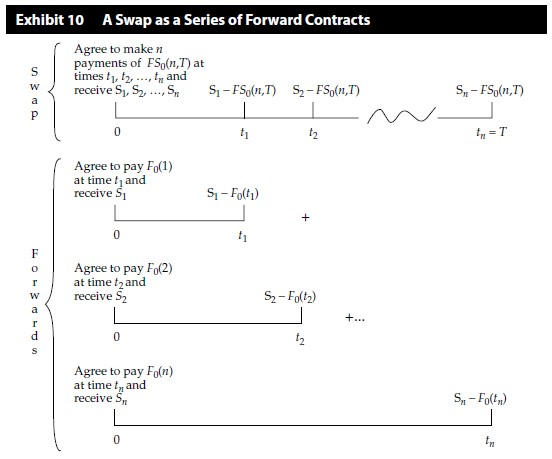 Exhibit 10 A Swap as a Series of Forward Contracts
Swap
Agree to make n
payments of FS₀(n,T) at
times t₁, t₂, ..., tₙ and
receive S₁, S₂, ..., Sₙ
S₁ – FS₀(n,T) S₂ – FS₀(n,T) Sₙ – FS₀(n,T)
0 t₁ t₂ tₙ = T
Forwards
Agree to pay F₀(1)
at time t₁ and
receive S₁
S₁ – F₀(t₁)
+
0 t₁
Agree to pay F₀(2)
at time t₂ and
receive S₂
S₂ – F₀(t₂)
+...
0 t₂
Agree to pay F₀(n)
at time tₙ and
receive Sₙ
Sₙ – F₀(tₙ)
0 tₙ